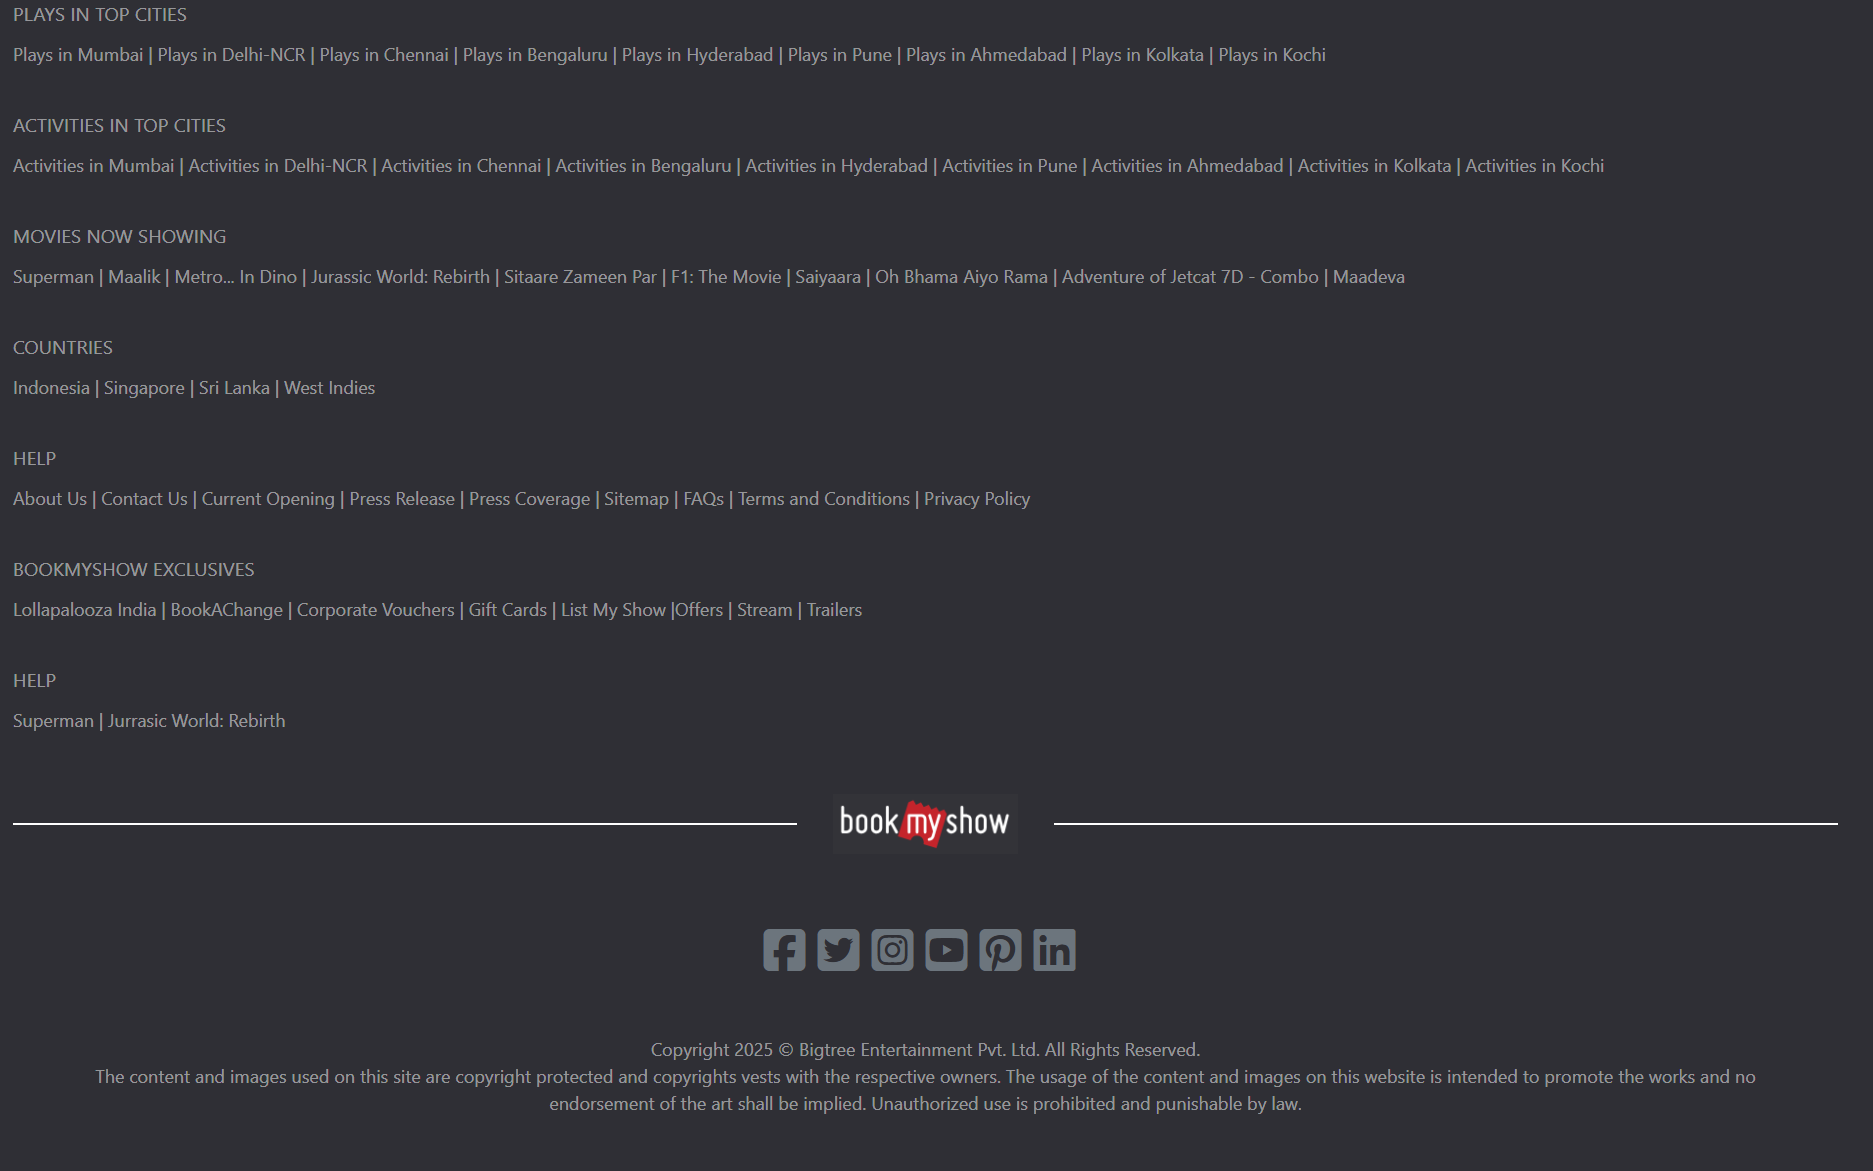 PLAYS IN TOP CITIES
Plays in Mumbai | Plays in Delhi-NCR | Plays in Chennai | Plays in Bengaluru | Plays in Hyderabad | Plays in Pune | Plays in Ahmedabad | Plays in Kolkata | Plays in Kochi
ACTIVITIES IN TOP CITIES
Activities in Mumbai | Activities in Delhi-NCR | Activities in Chennai | Activities in Bengaluru | Activities in Hyderabad | Activities in Pune | Activities in Ahmedabad | Activities in Kolkata | Activities in Kochi
MOVIES NOW SHOWING
Superman | Maalik | Metro... In Dino | Jurassic World: Rebirth | Sitaare Zameen Par | F1: The Movie | Saiyaara | Oh Bhama Aiyo Rama | Adventure of Jetcat 7D - Combo | Maadeva
COUNTRIES
Indonesia | Singapore | Sri Lanka | West Indies
HELP
About Us | Contact Us | Current Opening | Press Release | Press Coverage | Sitemap | FAQs | Terms and Conditions | Privacy Policy
BOOKMYSHOW EXCLUSIVES
Lollapalooza India | BookAChange | Corporate Vouchers | Gift Cards | List My Show |Offers | Stream | Trailers
HELP
Superman | Jurrasic World: Rebirth
book my show
Copyright 2025 © Bigtree Entertainment Pvt. Ltd. All Rights Reserved.
The content and images used on this site are copyright protected and copyrights vests with the respective owners. The usage of the content and images on this website is intended to promote the works and no
endorsement of the art shall be implied. Unauthorized use is prohibited and punishable by law.